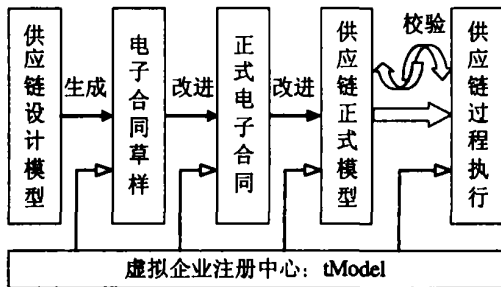 供应链设计模型
生成
电子合同草样
改进
正式电子合同
改进
供应链正式模型
校验
供应链过程执行
虚拟企业注册中心：tModel